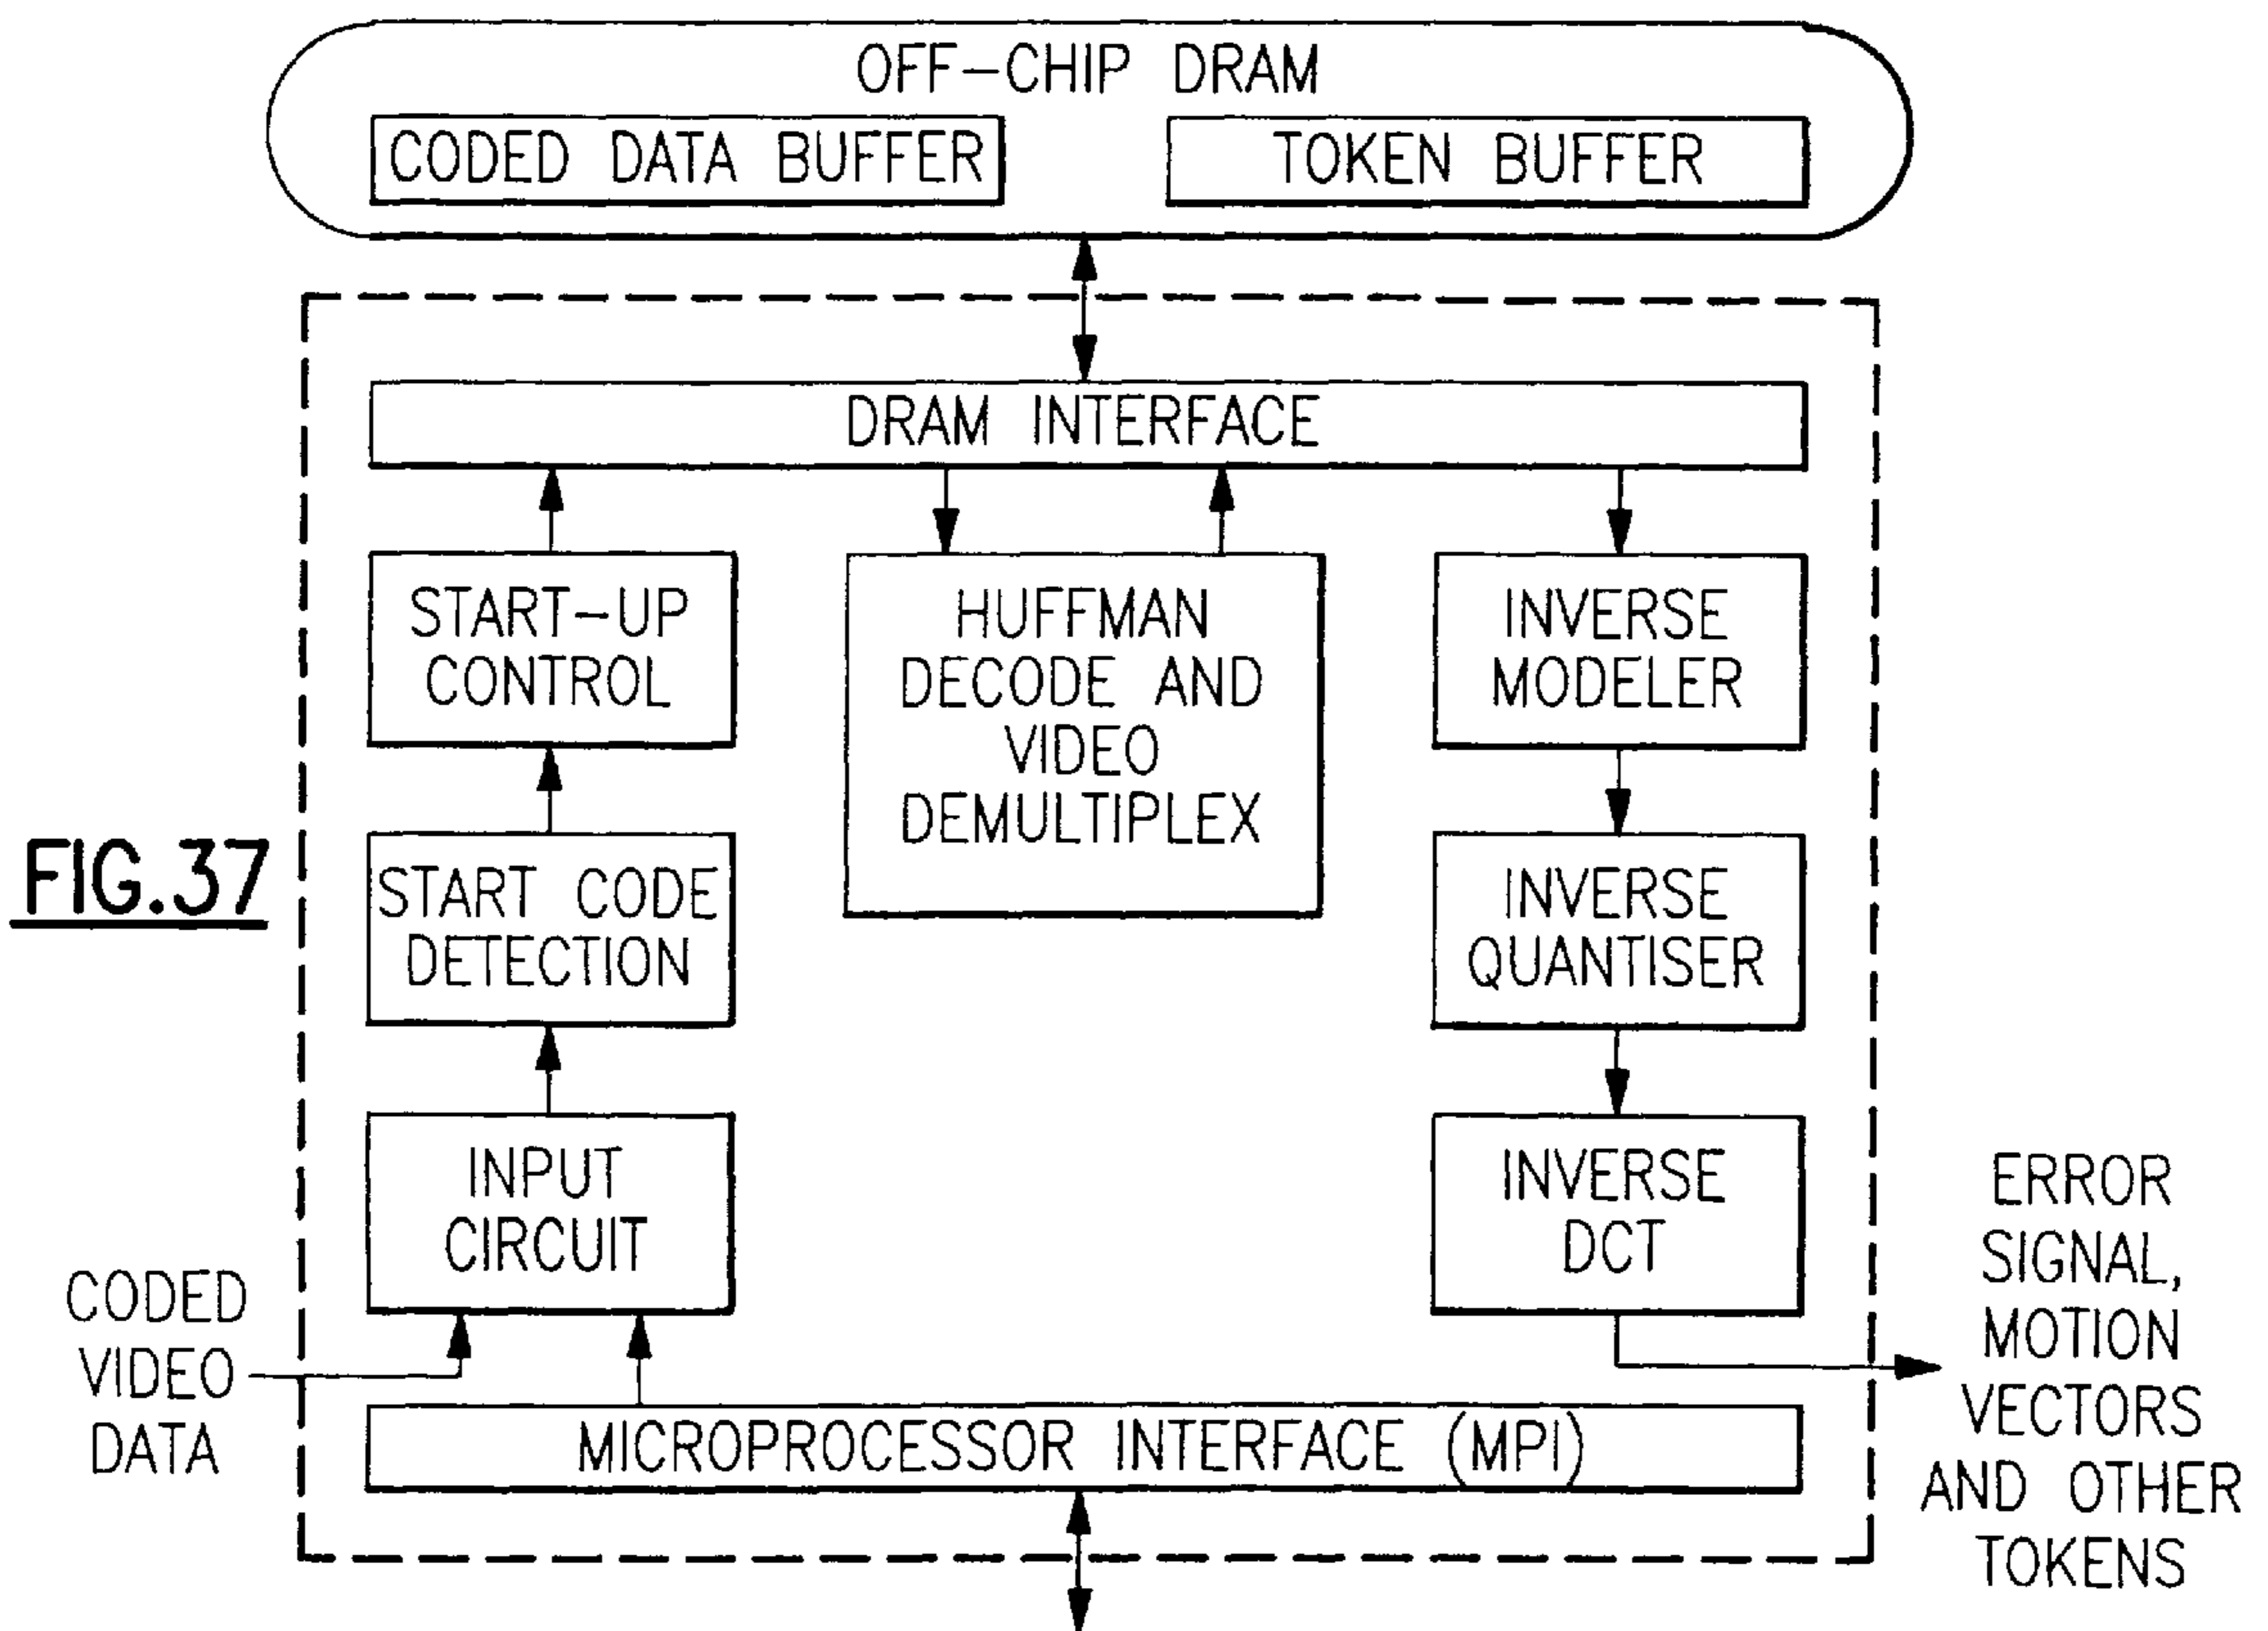 OFF-CHIP DRAM
CODED DATA BUFFER
TOKEN BUFFER
DRAM INTERFACE
START-UP
CONTROL
HUFFMAN
DECODE AND
VIDEO
DEMULTIPLEX
INVERSE
MODELER
FIG.37
START CODE
DETECTION
INVERSE
QUANTISER
INPUT
CIRCUIT
INVERSE
DCT
CODED
VIDEO
DATA
ERROR
SIGNAL,
MOTION
VECTORS
AND OTHER
TOKENS
MICROPROCESSOR INTERFACE (MPI)